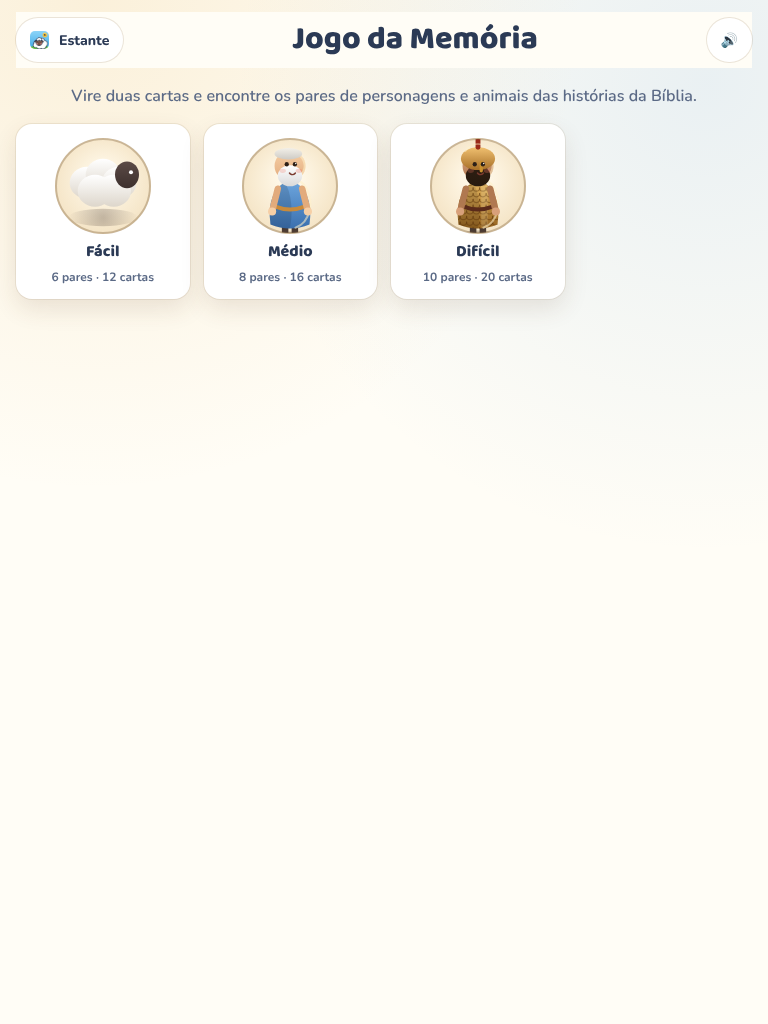 Estante
Jogo da Memória
Vire duas cartas e encontre os pares de personagens e animais das histórias da Bíblia.
Fácil
6 pares · 12 cartas
Médio
8 pares · 16 cartas
Difícil
10 pares · 20 cartas